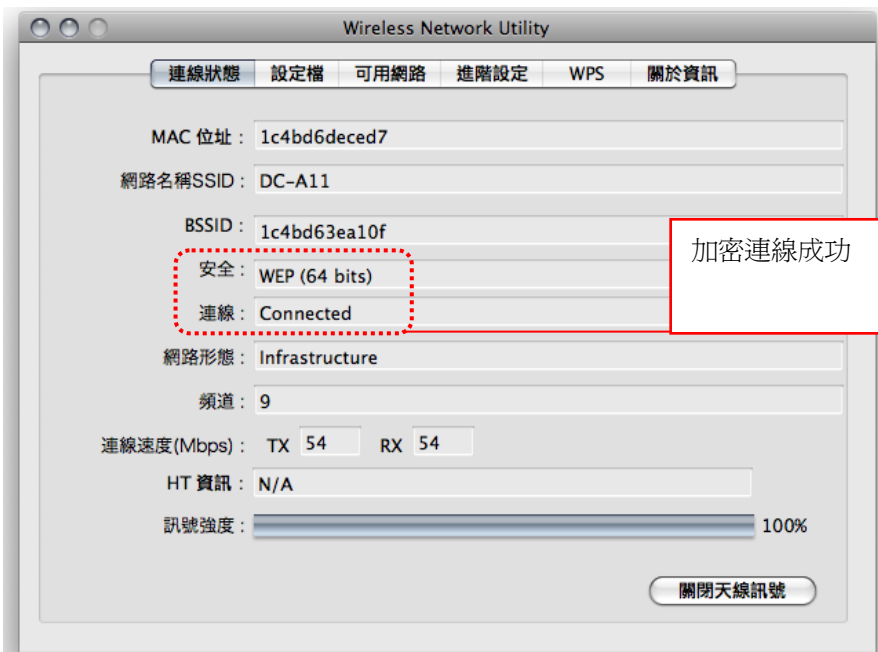 Wireless Network Utility
連線狀態 設定檔 可用網路 進階設定 WPS 關於資訊
MAC 位址 : 1c4bd6deced7
網路名稱SSID : DC-A11
BSSID : 1c4bd63ea10f
加密連線成功
安全 : WEP (64 bits)
連線 : Connected
網路形態 : Infrastructure
頻道 : 9
連線速度(Mbps) : TX 54 RX 54
HT 資訊 : N/A
訊號強度 : 100%
關閉天線訊號